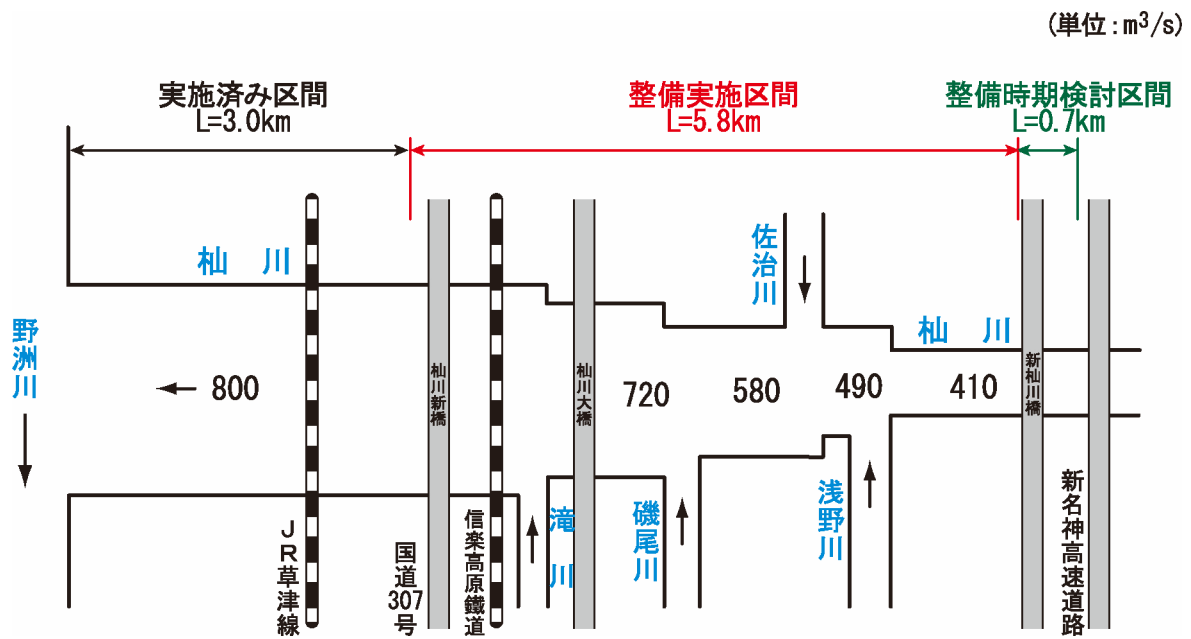 (単位:m³/s)
実施済み区間
L=3.0km
整備実施区間
L=5.8km
整備時期検討区間
L=0.7km
杣 川
佐治川
杣 川
野洲川
800
杣川新橋
杣川大橋
720
580
490
410
新杣川橋
JR草津線
国道307号
信楽高原鐵道
滝川
磯尾川
浅野川
新名神高速道路